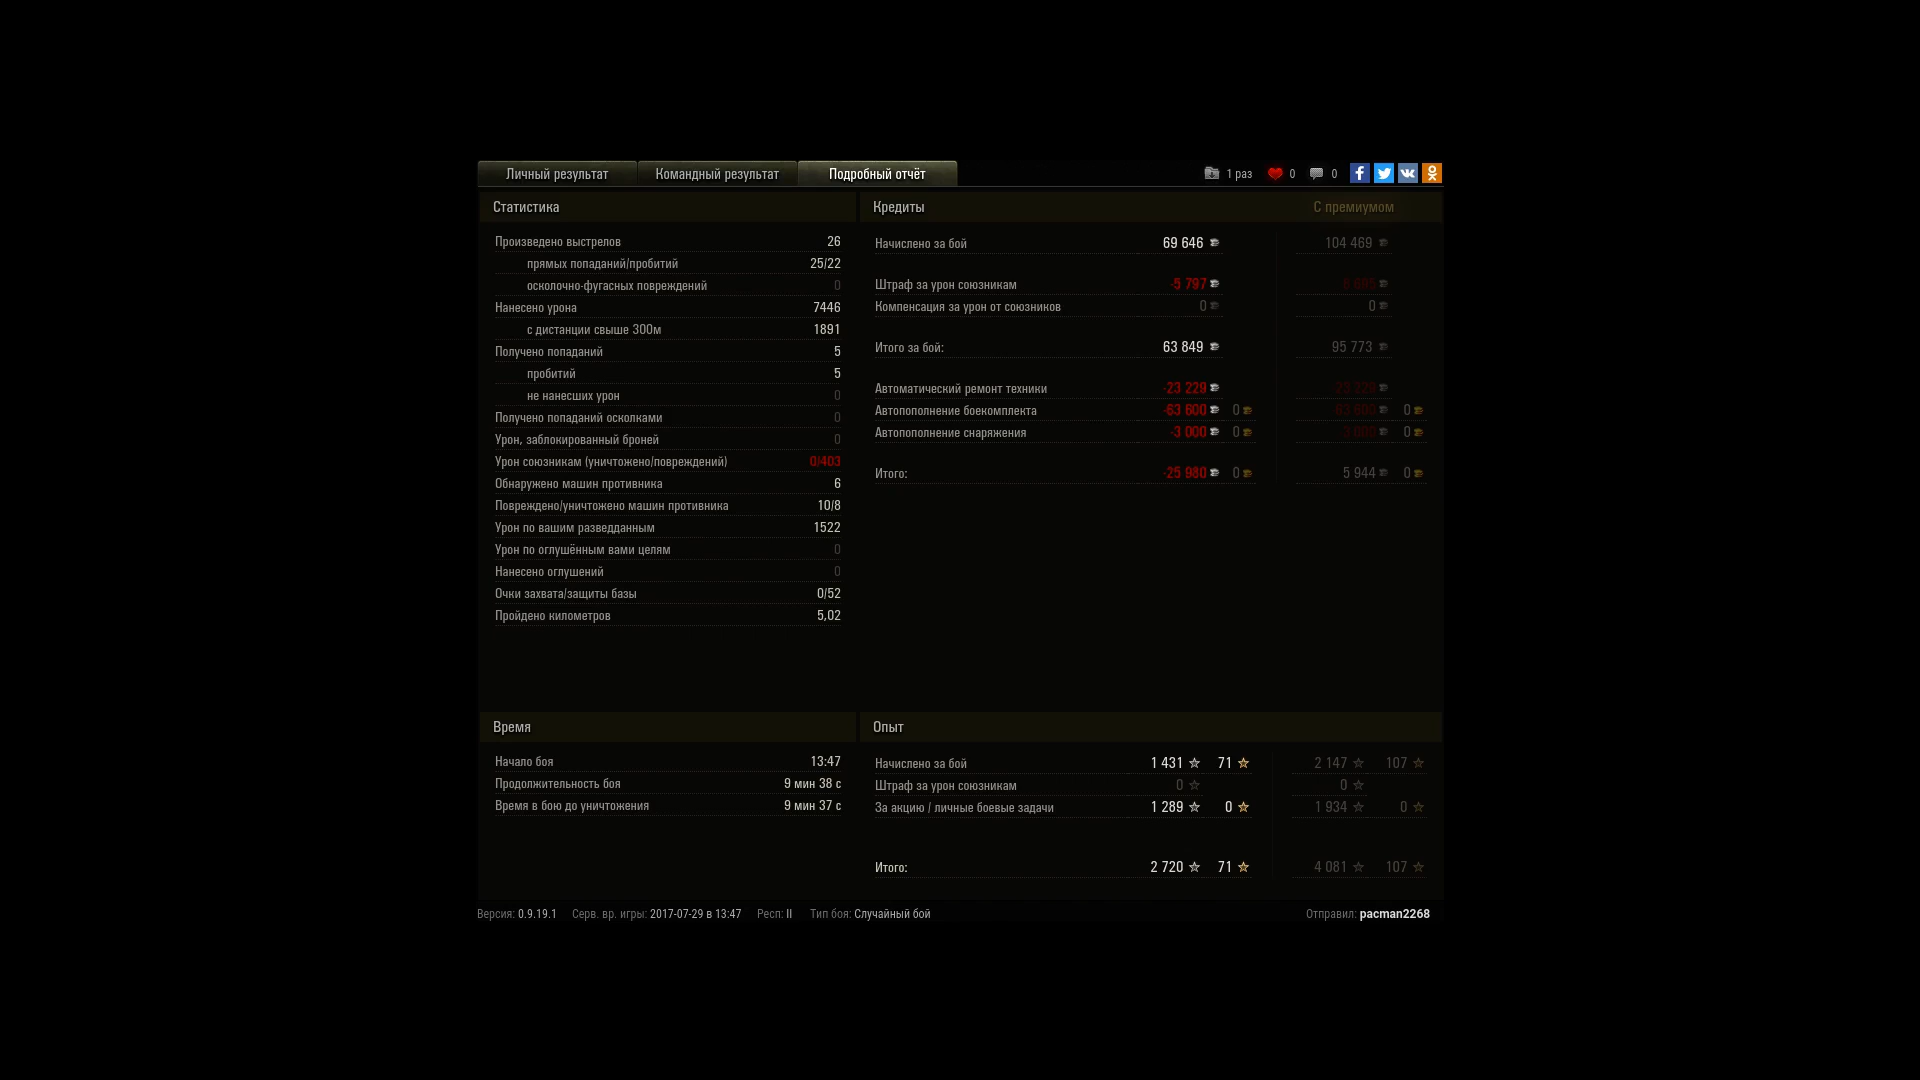 Личный результат Командный результат Подробный отчёт 1 раз 0 0
Статистика
Произведено выстрелов 26
прямых попаданий/пробитий 25/22
осколочно-фугасных повреждений 0
Нанесено урона 7446
с дистанции свыше 300м 1891
Получено попаданий 5
пробитий 5
не нанесших урон 0
Получено попаданий осколками 0
Урон, заблокированный броней 0
Урон союзникам (уничтожено/повреждений) 0/403
Обнаружено машин противника 6
Повреждено/уничтожено машин противника 10/8
Урон по вашим разведданным 1522
Урон по оглушённым вами целям 0
Нанесено оглушений 0
Очки захвата/защиты базы 0/52
Пройдено километров 5,02
Кредиты С премиумом
Начислено за бой 69 646 104 469
Штраф за урон союзникам -5 797
Компенсация за урон от союзников 0 0
Итого за бой: 63 849 95 773
Автоматический ремонт техники -23 229 23 229
Автопополнение боекомплекта -63 600 0 63 600 0
Автопополнение снаряжения -3 000 0 3 000 0
Итого: -25 980 0 5 944 0
Время
Начало боя 13:47
Продолжительность боя 9 мин 38 с
Время в бою до уничтожения 9 мин 37 с
Опыт
Начислено за бой 1 431 71 2 147 107
Штраф за урон союзникам 0 0
За акцию / личные боевые задачи 1 289 0 1 934 0
Итого: 2 720 71 4 081 107
Версия: 0.9.19.1 Серв. вр. игры: 2017-07-29 в 13:47 Респ: II Тип боя: Случайный бой Отправил: pacman2268